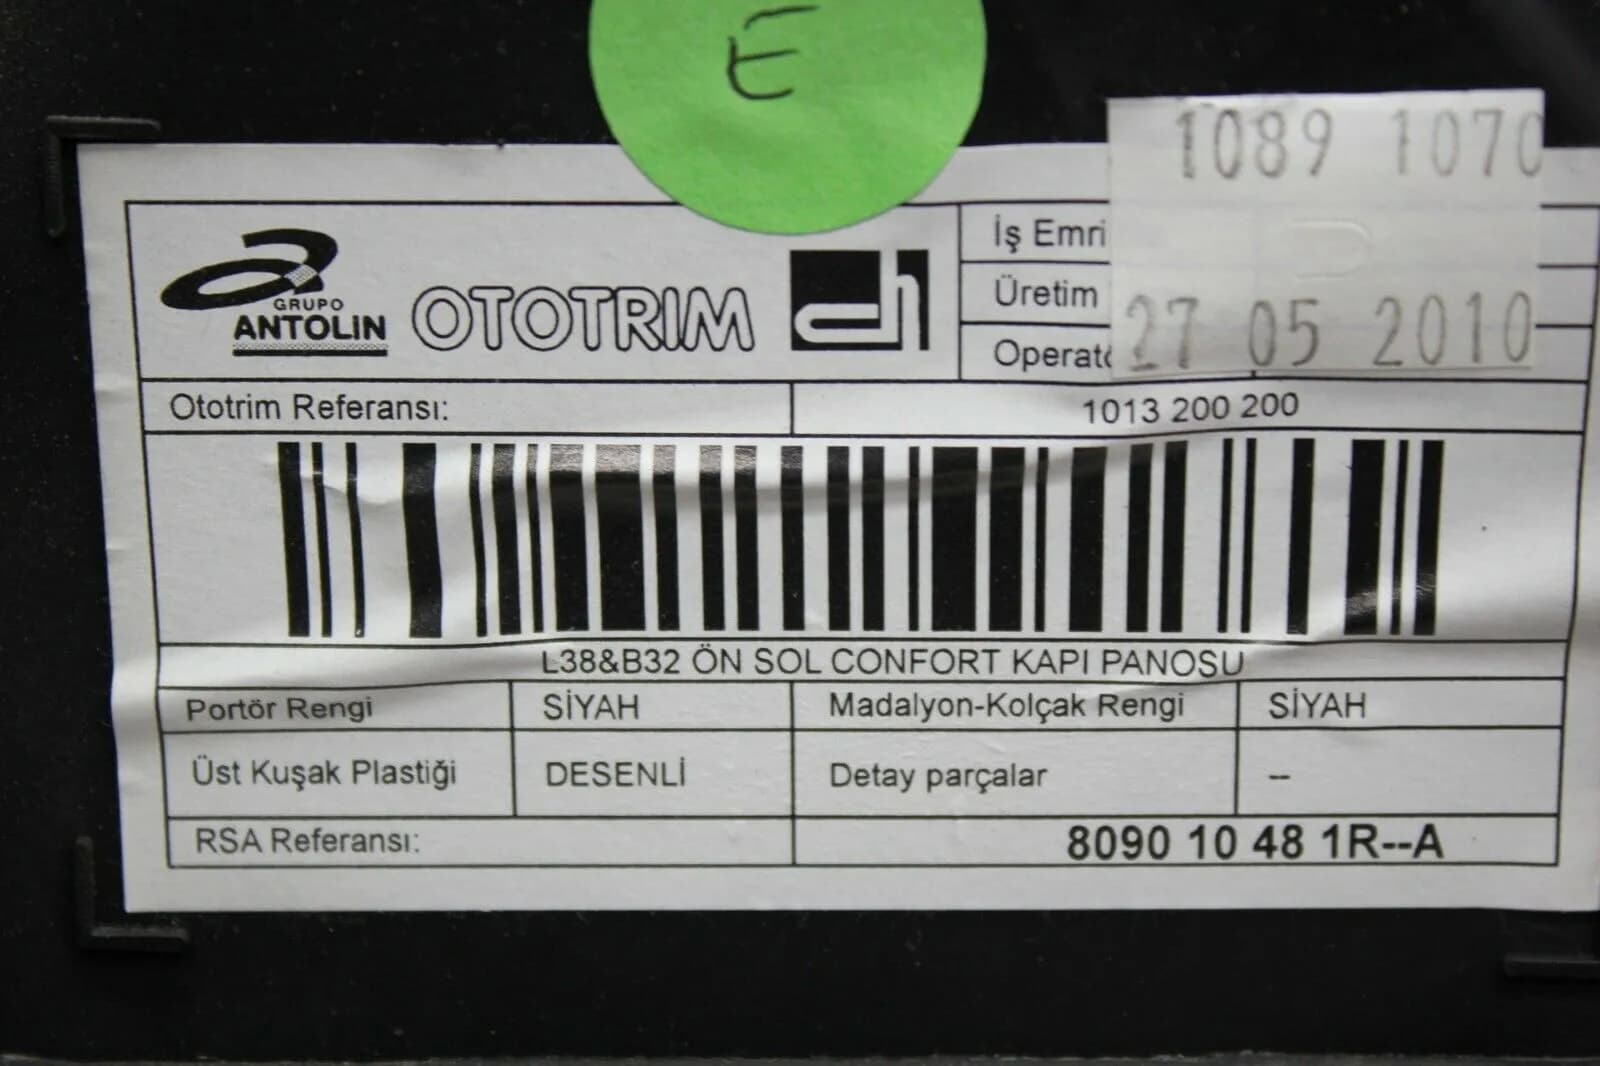 E
1089 1070
GRUPO
ANTOLIN
OTOTRIM
İş Emri
Üretim
27 05 2010
Ototrim Referansı: 1013 200 200
L38&B32 ÖN SOL CONFORT KAPI PANOSU
Portör Rengi SİYAH Madalyon-Kolçak Rengi SİYAH
Üst Kuşak Plastiği DESENLİ Detay parçalar --
RSA Referansı: 8090 10 48 1R--A